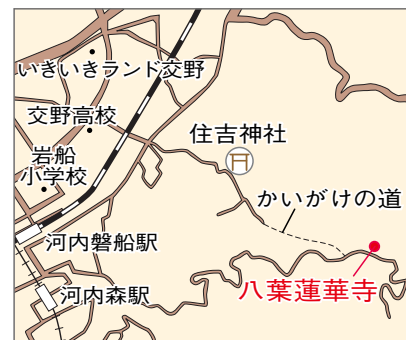 いきいきランド交野
交野高校
住吉神社
岩船
小学校
かいがけの道
河内磐船駅
八葉蓮華寺
河内森駅